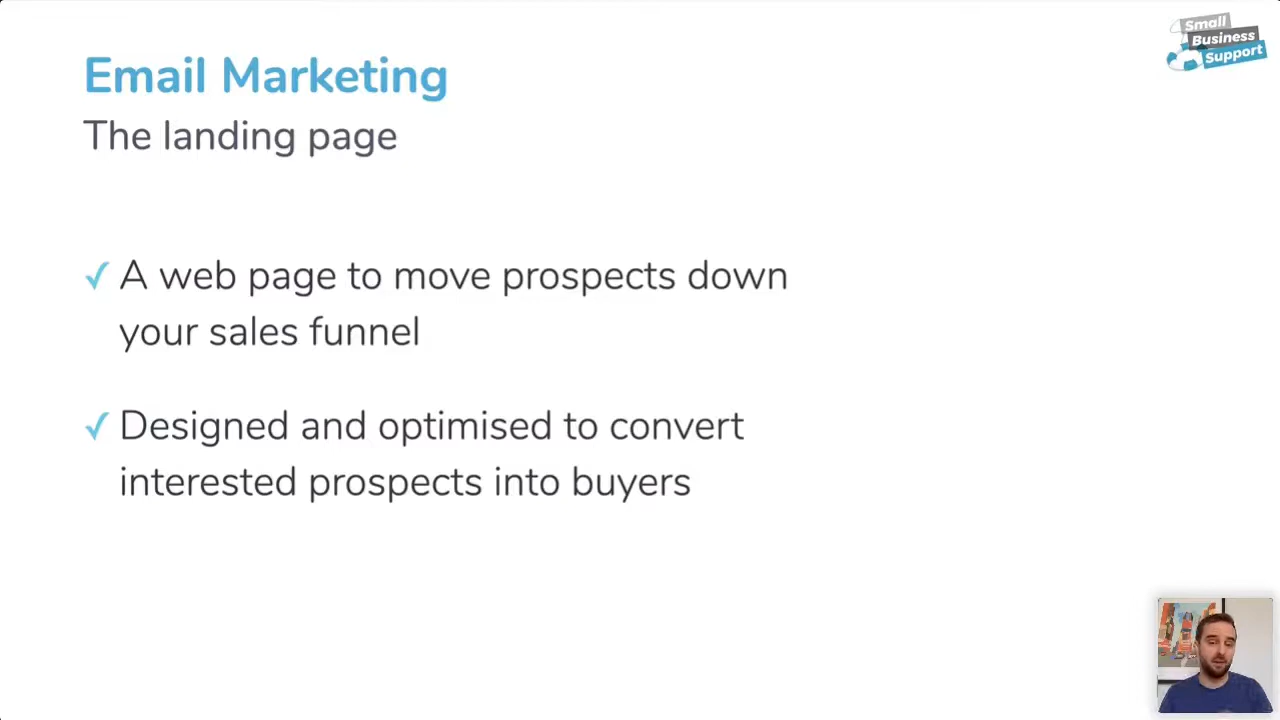 Small
Business
Support
Email Marketing
The landing page
✓ A web page to move prospects down
your sales funnel
✓ Designed and optimised to convert
interested prospects into buyers